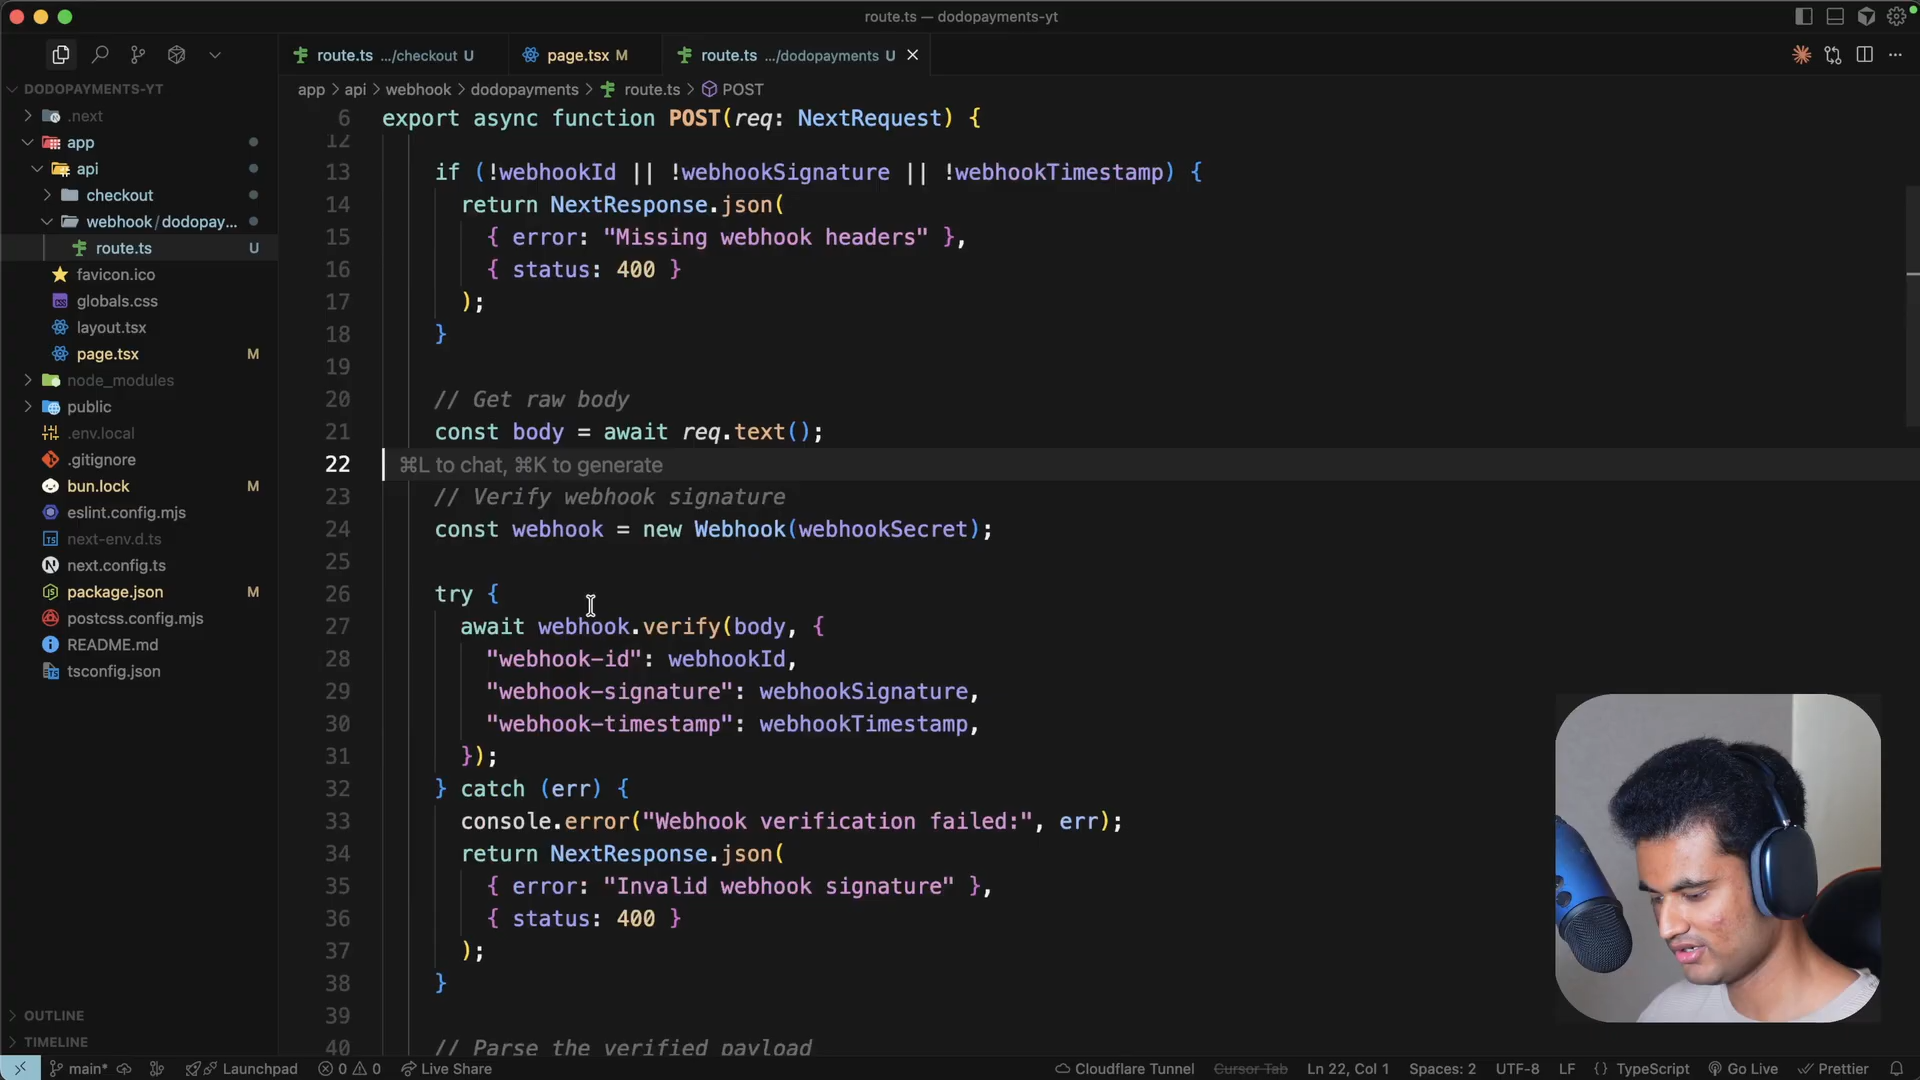 route.ts — dodopayments-yt
route.ts .../checkout U
page.tsx M
route.ts .../dodopayments U
DODOPAYMENTS-YT
app > api > webhook > dodopayments > route.ts > POST
.next
app
api
checkout
webhook/dodopay...
route.ts U
favicon.ico
globals.css
layout.tsx
page.tsx M
node_modules
public
.env.local
.gitignore
bun.lock M
eslint.config.mjs
next-env.d.ts
next.config.ts
package.json M
postcss.config.mjs
README.md
tsconfig.json
OUTLINE
TIMELINE
6 export async function POST(req: NextRequest) {
12
13 if (!webhookId || !webhookSignature || !webhookTimestamp) {
14 return NextResponse.json(
15 { error: "Missing webhook headers" },
16 { status: 400 }
17 );
18 }
19
20 // Get raw body
21 const body = await req.text();
22 ⌘L to chat, ⌘K to generate
23 // Verify webhook signature
24 const webhook = new Webhook(webhookSecret);
25
26 try {
27 await webhook.verify(body, {
28 "webhook-id": webhookId,
29 "webhook-signature": webhookSignature,
30 "webhook-timestamp": webhookTimestamp,
31 });
32 } catch (err) {
33 console.error("Webhook verification failed:", err);
34 return NextResponse.json(
35 { error: "Invalid webhook signature" },
36 { status: 400 }
37 );
38 }
39
40 // Parse the verified payload
main* Launchpad 0 0 Live Share Cloudflare Tunnel Cursor Tab Ln 22, Col 1 Spaces: 2 UTF-8 LF {} TypeScript Go Live Prettier